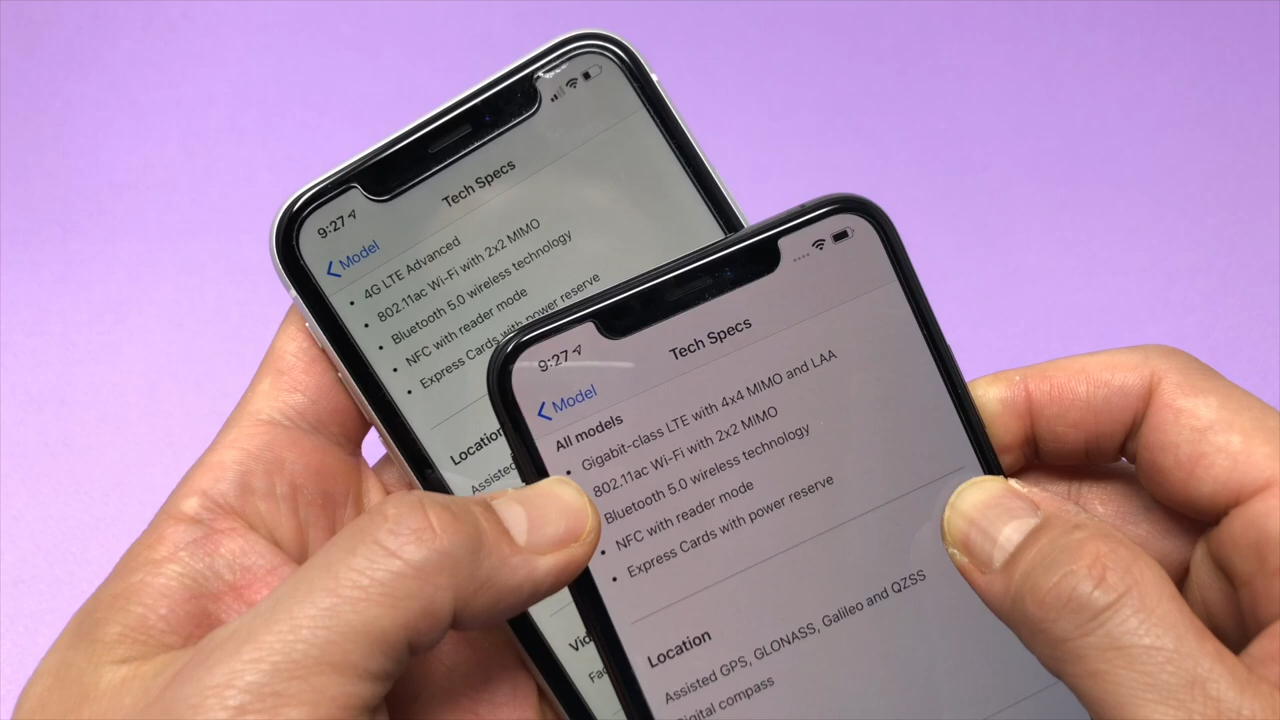 9:27
Tech Specs
Model
• 4G LTE Advanced
• 802.11ac Wi-Fi with 2x2 MIMO
• Bluetooth 5.0 wireless technology
• NFC with reader mode
• Express Cards with power reserve
Location
Assisted
9:27
Tech Specs
Model
All models
• Gigabit-class LTE with 4x4 MIMO and LAA
802.11ac Wi-Fi with 2x2 MIMO
Bluetooth 5.0 wireless technology
• NFC with reader mode
• Express Cards with power reserve
Location
Assisted GPS, GLONASS, Galileo and QZSS
Digital compass